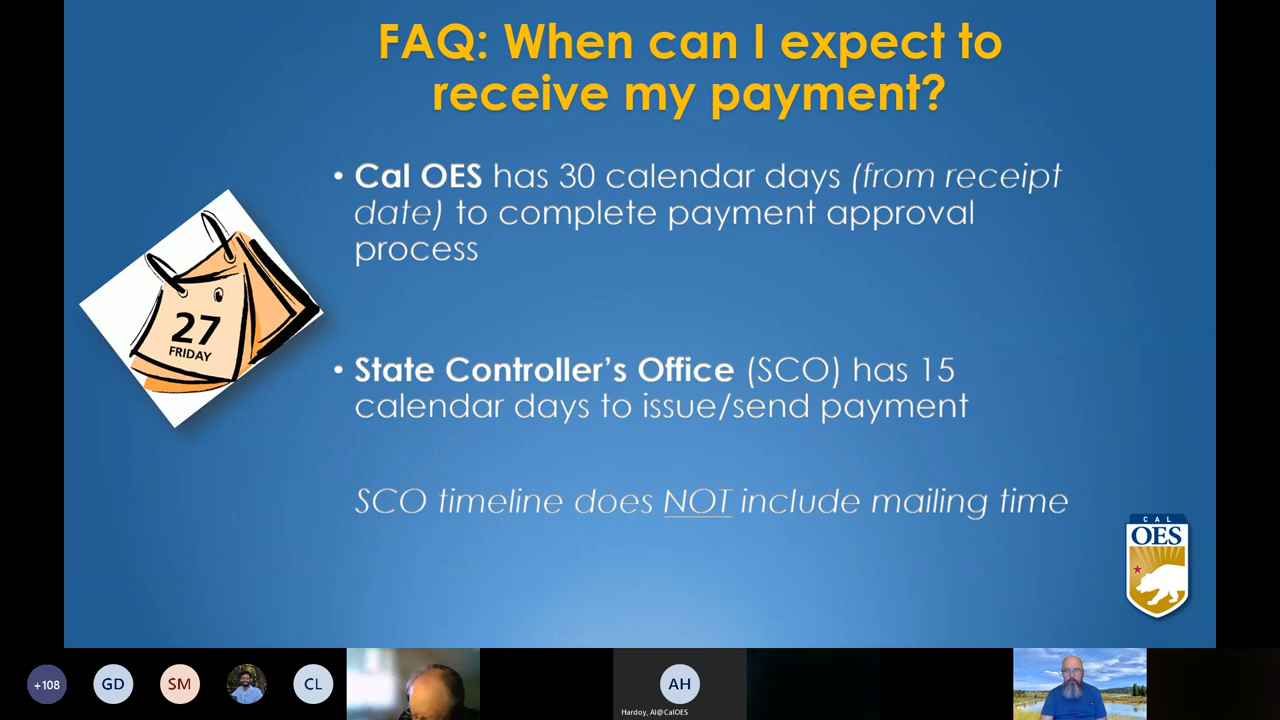 FAQ: When can I expect to
receive my payment?
• Cal OES has 30 calendar days (from receipt
date) to complete payment approval
process
27
FRIDAY
• State Controller’s Office (SCO) has 15
calendar days to issue/send payment
SCO timeline does NOT include mailing time
CAL
OES
+108
GD
SM
CL
AH
Hardoy, Al@CalOES